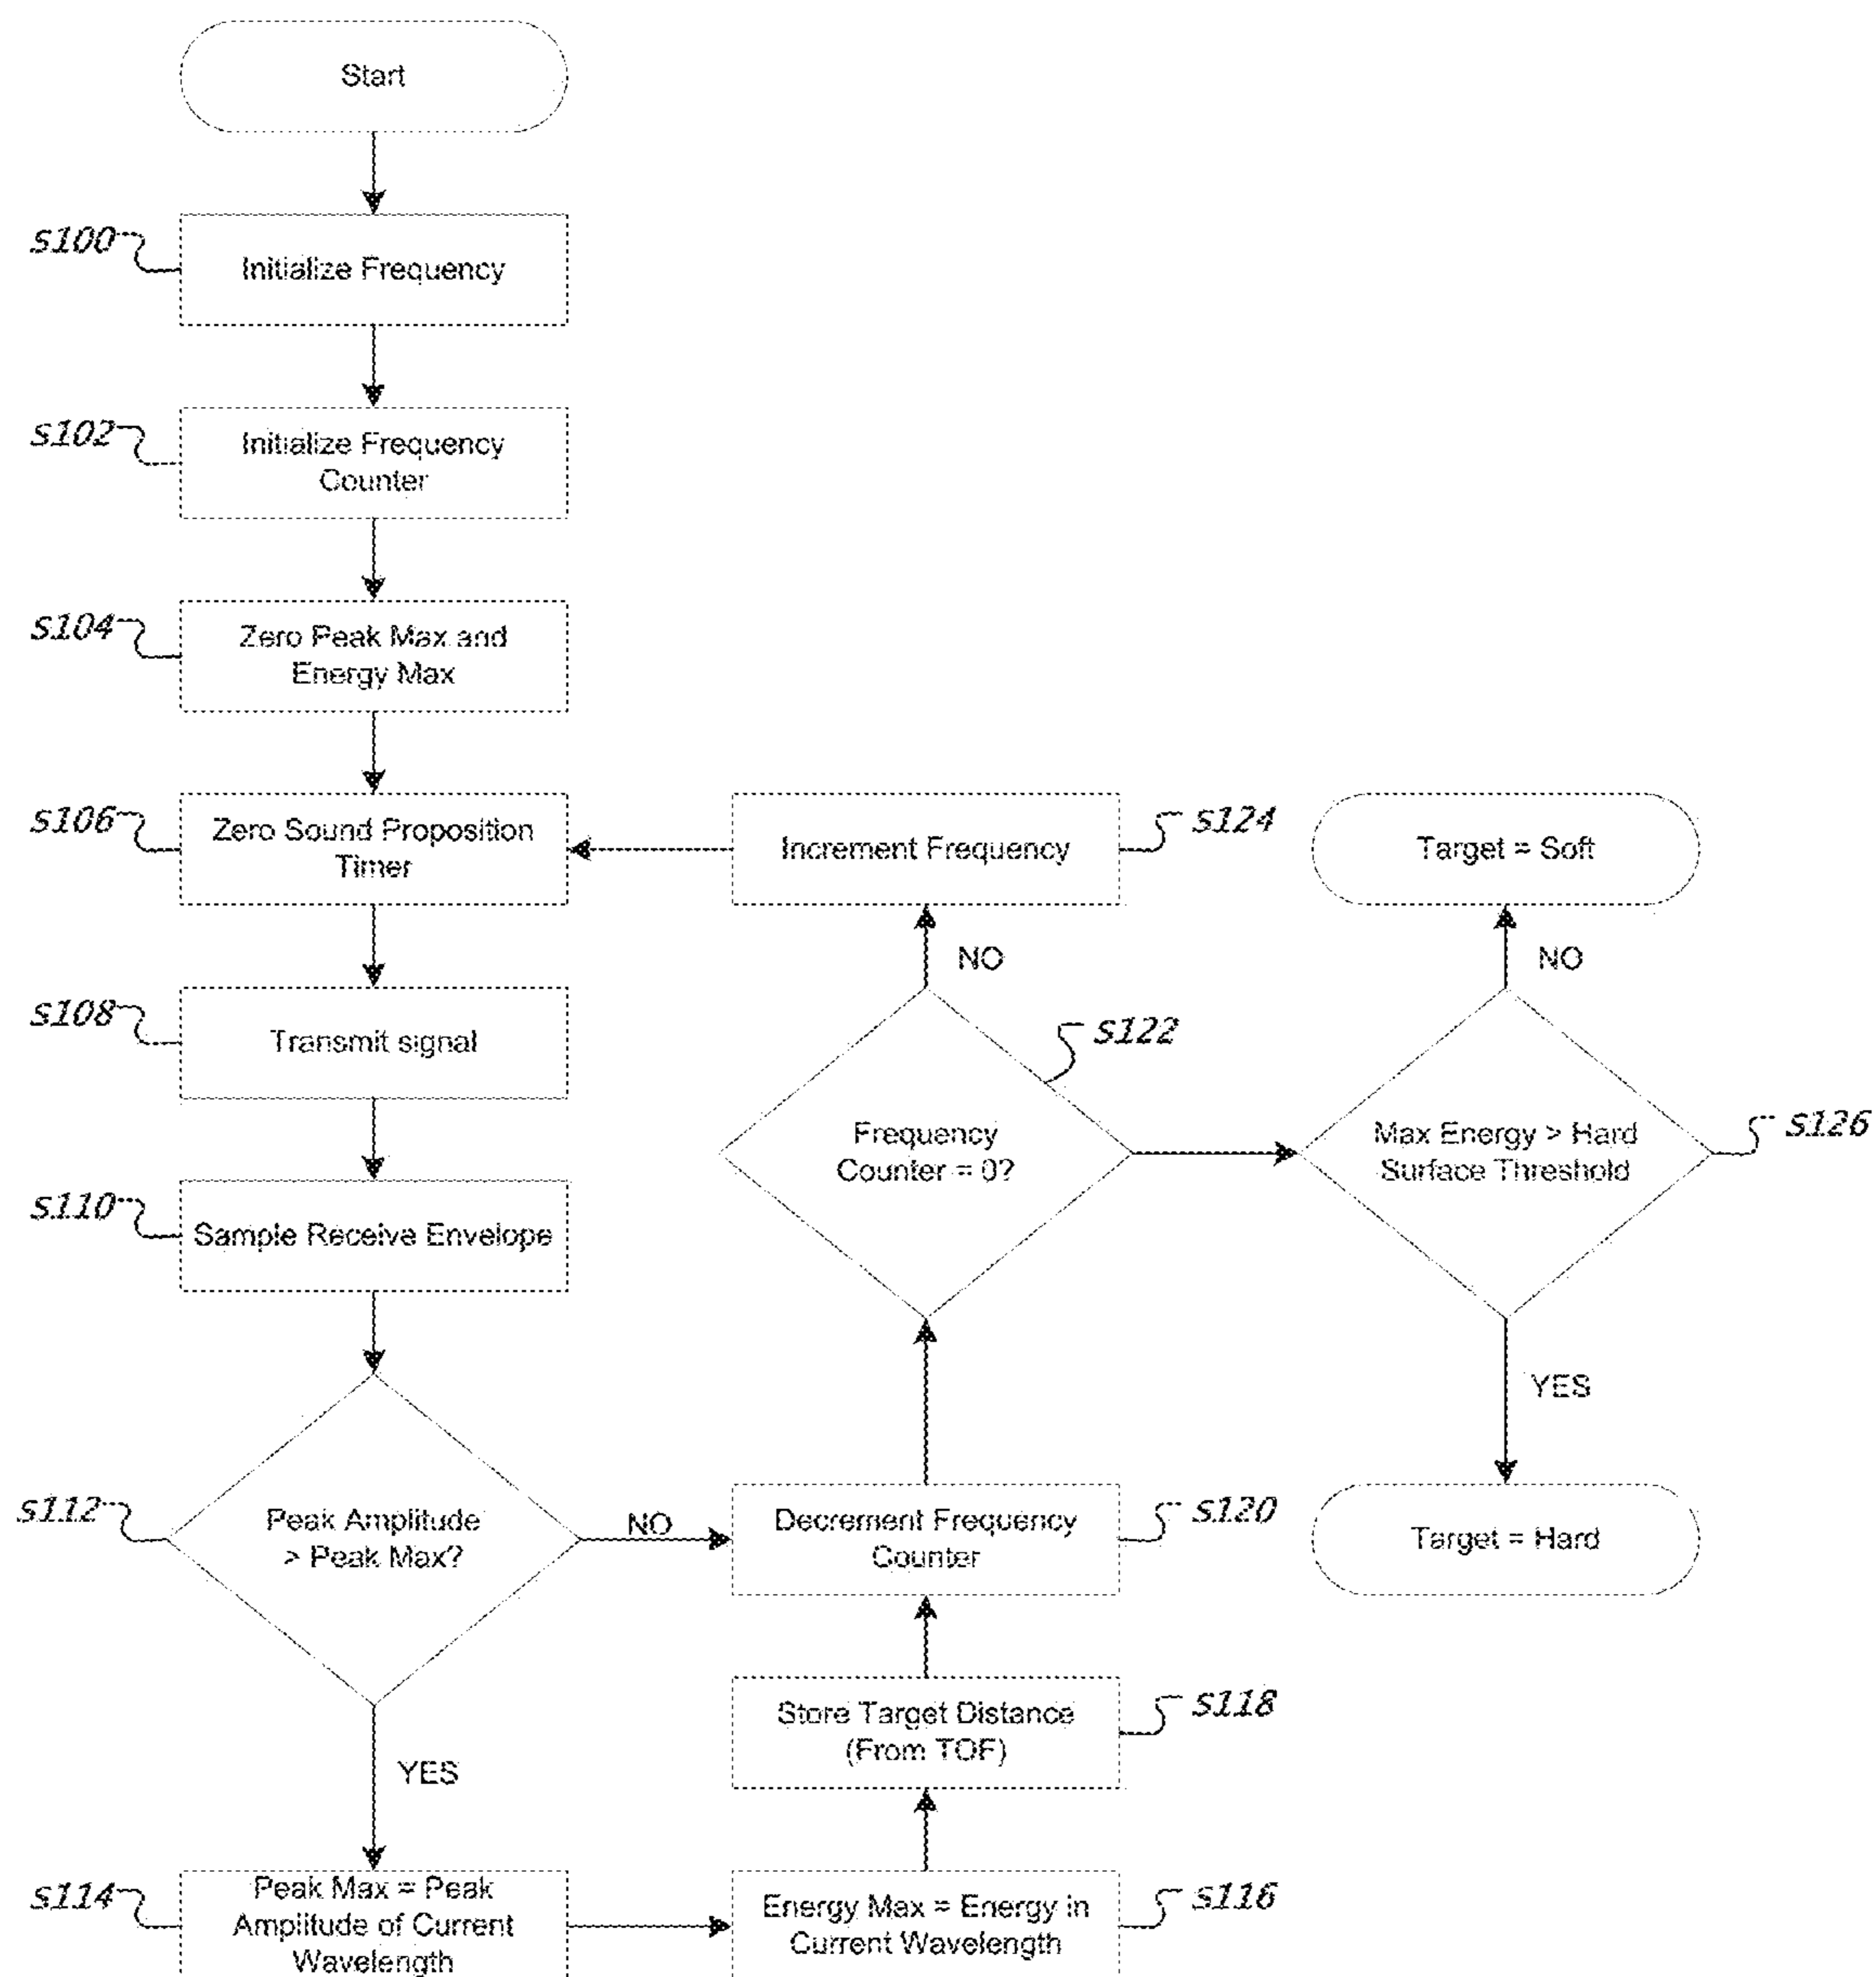 Start
s100
Initialize Frequency
s102
Initialize Frequency
Counter
s104
Zero Peak Max and
Energy Max
s106
Zero Sound Proposition
Timer
s108
Transmit signal
s110
Sample Receive Envelope
s112
Peak Amplitude
> Peak Max?
NO
YES
s114
Peak Max = Peak
Amplitude of Current
Wavelength
Energy Max = Energy in
Current Wavelength
s116
Store Target Distance
(From TOF)
s118
Decrement Frequency
Counter
s120
Frequency
Counter = 0?
s122
NO
Increment Frequency
s124
Max Energy > Hard
Surface Threshold
s126
NO
Target = Soft
YES
Target = Hard